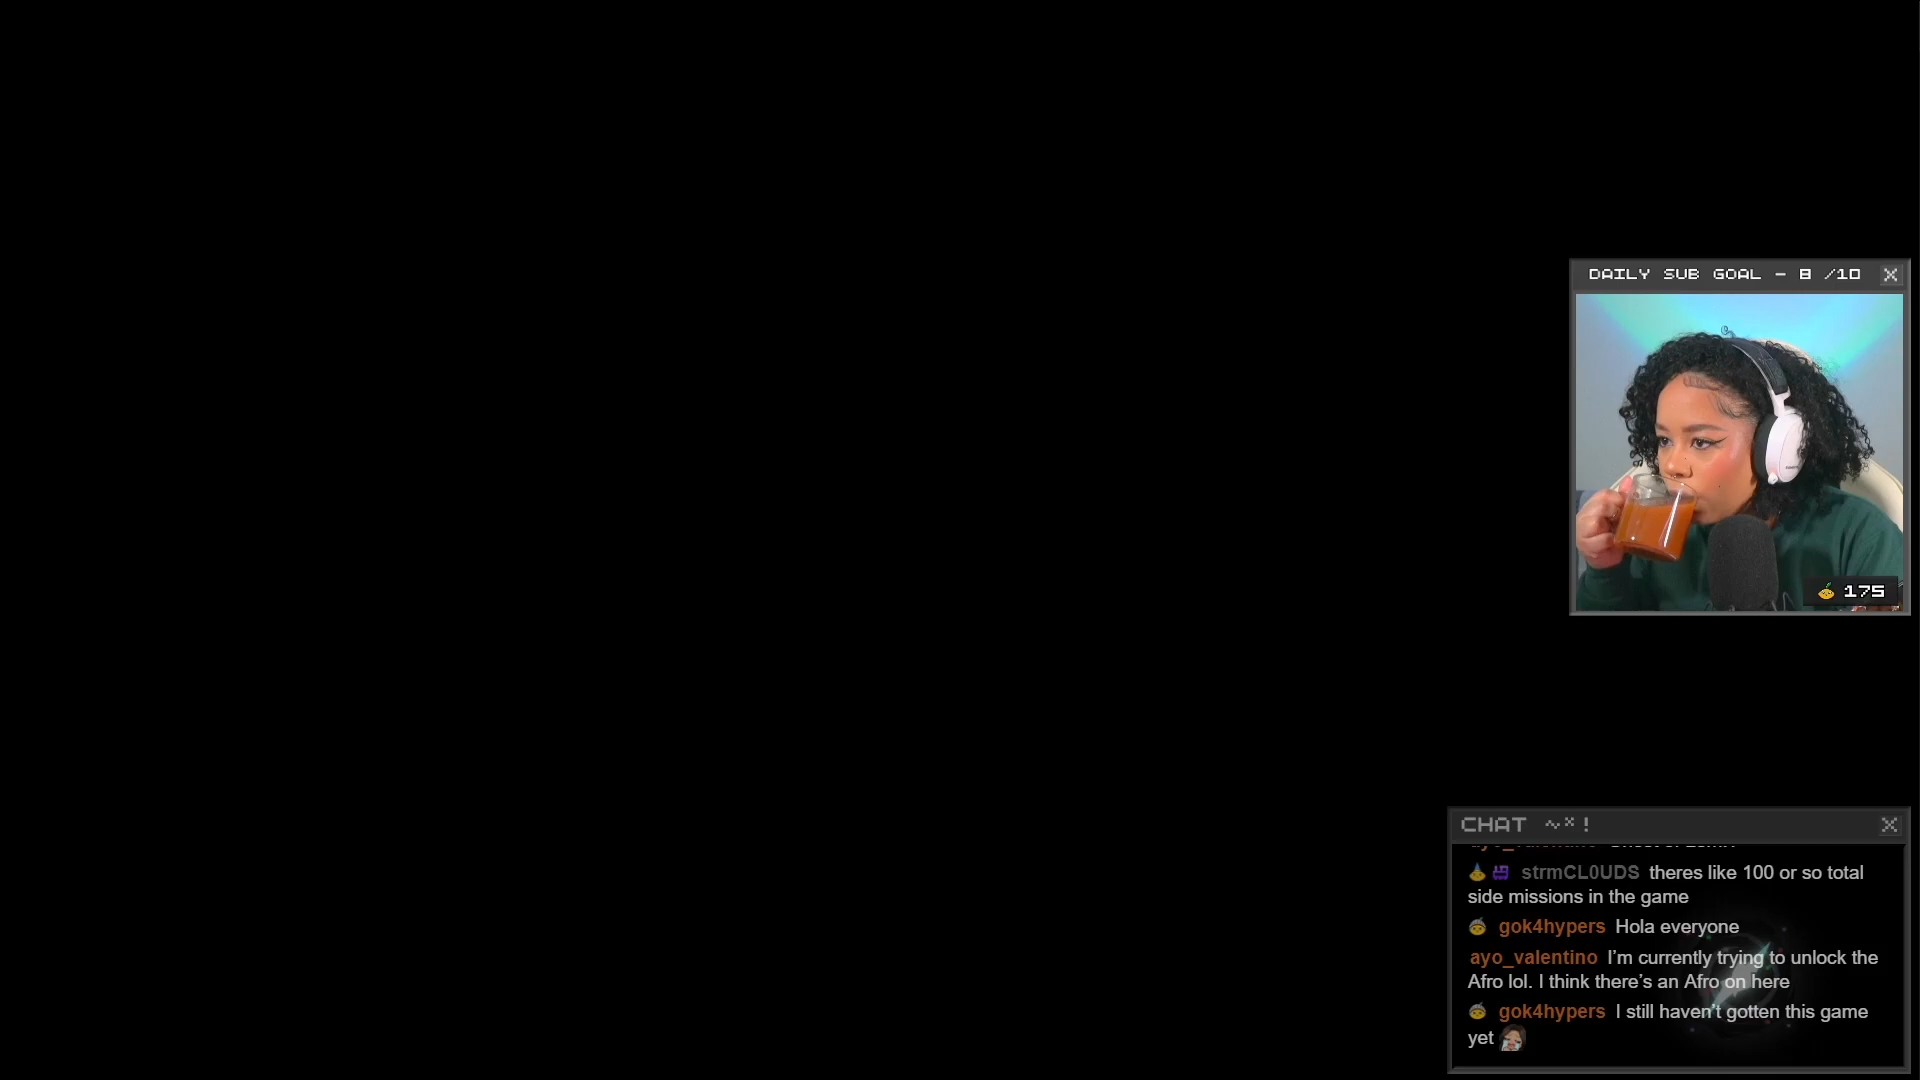 DAILY SUB GOAL - 8 /10
175
CHAT ~*!
strmCL0UDS theres like 100 or so total
side missions in the game
gok4hypers Hola everyone
ayo_valentino I'm currently trying to unlock the
Afro lol. I think there's an Afro on here
gok4hypers I still haven't gotten this game
yet